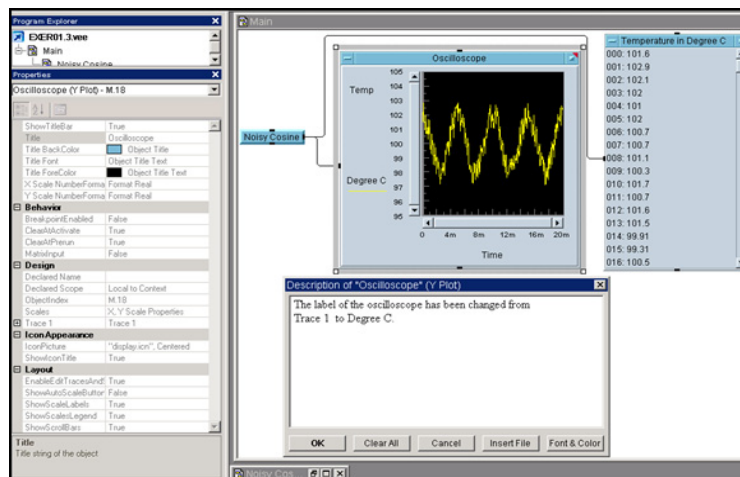 Program Explorer
EXER01.3.vee
Main
Noisy Cosine
Properties
Oscilloscope (Y Plot) - M.18
ShowTitleBar True
Title Oscilloscope
Title BackColor Object Title
Title Font Object Title Text
Title ForeColor Object Title Text
X Scale NumberForma Format Real
Y Scale NumberForma Format Real
Behavior
BreakpointEnabled False
ClearAtActivate True
ClearAtPrerun True
MatrixInput False
Design
Declared Name
Declared Scope Local to Context
ObjectIndex M.18
Scales X, Y Scale Properties
Trace 1 Trace 1
Icon Appearance
IconPicture "display.icn", Centered
ShowIconTitle True
Layout
EnableEditTracesAndS True
ShowAutoScaleButtor False
ShowScaleLabels True
ShowScalesLegend True
ShowScrollBars True
Title
Title string of the object
Main
Noisy Cosine
Oscilloscope
Temp
Degree C
105
104
103
102
101
100
99
98
97
96
95
0 4m 8m 12m 16m 20m
Time
Temperature in Degree C
000: 101.6
001: 102.9
002: 102.1
003: 102
004: 101
005: 102
006: 100.7
007: 100.7
008: 101.1
009: 100.3
010: 101.7
011: 100.7
012: 101.6
013: 101.5
014: 99.91
015: 99.31
016: 100.5
Description of "Oscilloscope" (Y Plot)
The label of the oscilloscope has been changed from
Trace 1 to Degree C.
OK Clear All Cancel Insert File Font & Color
Noisy Cos